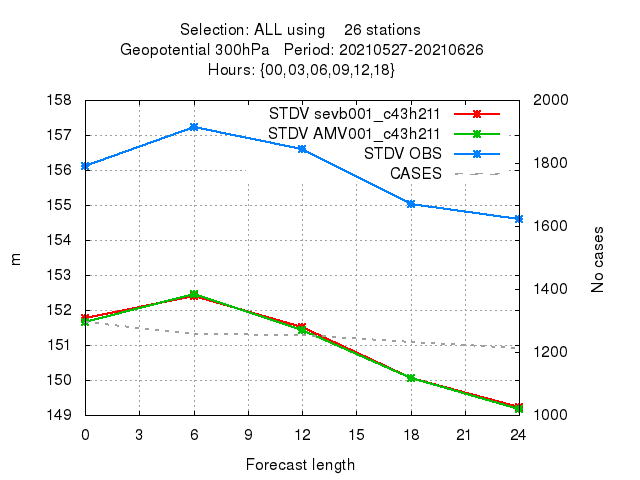 Selection: ALL using 26 stations
Geopotential 300hPa Period: 20210527-20210626
Hours: {00,03,06,09,12,18}
STDV sevb001_c43h211
STDV AMV001_c43h211
STDV OBS
CASES
158
157
156
155
154
153
152
151
150
149
m
2000
1800
1600
1400
1200
1000
No cases
0 3 6 9 12 15 18 21 24
Forecast length